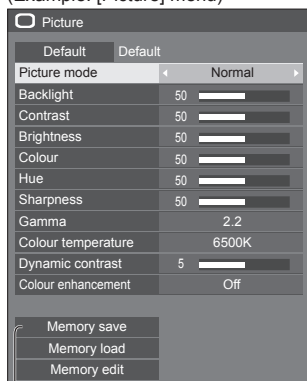 (Example: [Picture] menu)
Picture
Default Default
Picture mode Normal
Backlight 50
Contrast 50
Brightness 50
Colour 50
Hue 50
Sharpness 50
Gamma 2.2
Colour temperature 6500K
Dynamic contrast 5
Colour enhancement Off
Memory save
Memory load
Memory edit